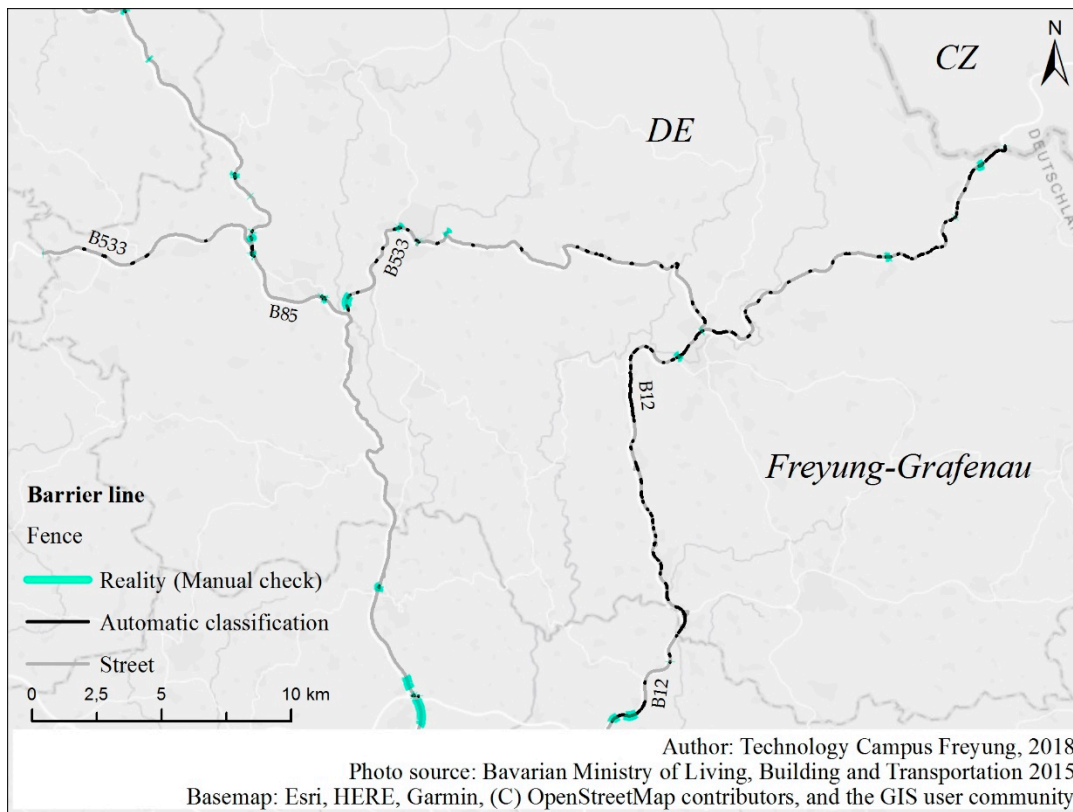 CZ
N
DE
DEUTSCHLA
B533
B533
B85
B12
Freyung-Grafenau
Barrier line
Fence
Reality (Manual check)
Automatic classification
Street
0 2,5 5 10 km
B12
Author: Technology Campus Freyung, 2018
Photo source: Bavarian Ministry of Living, Building and Transportation 2015
Basemap: Esri, HERE, Garmin, (C) OpenStreetMap contributors, and the GIS user community